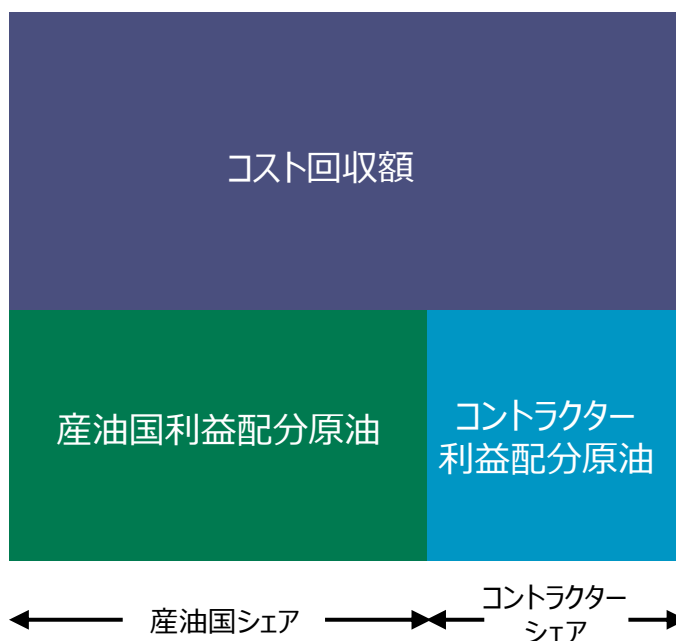 コスト回収額
産油国利益配分原油
コントラクター
利益配分原油
産油国シェア
コントラクター
シェア